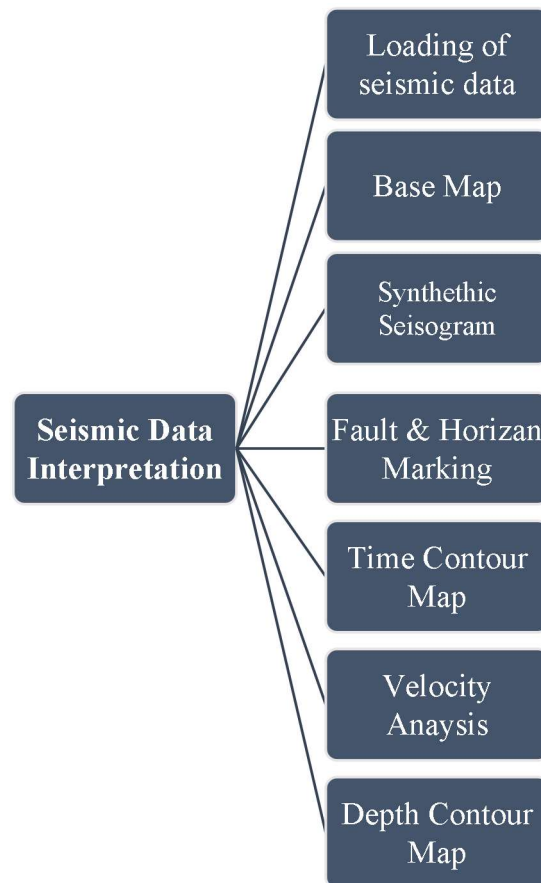 Loading of
seismic data
Base Map
Synthethic
Seisogram
Seismic Data
Interpretation
Fault & Horizan
Marking
Time Contour
Map
Velocity
Anaysis
Depth Contour
Map